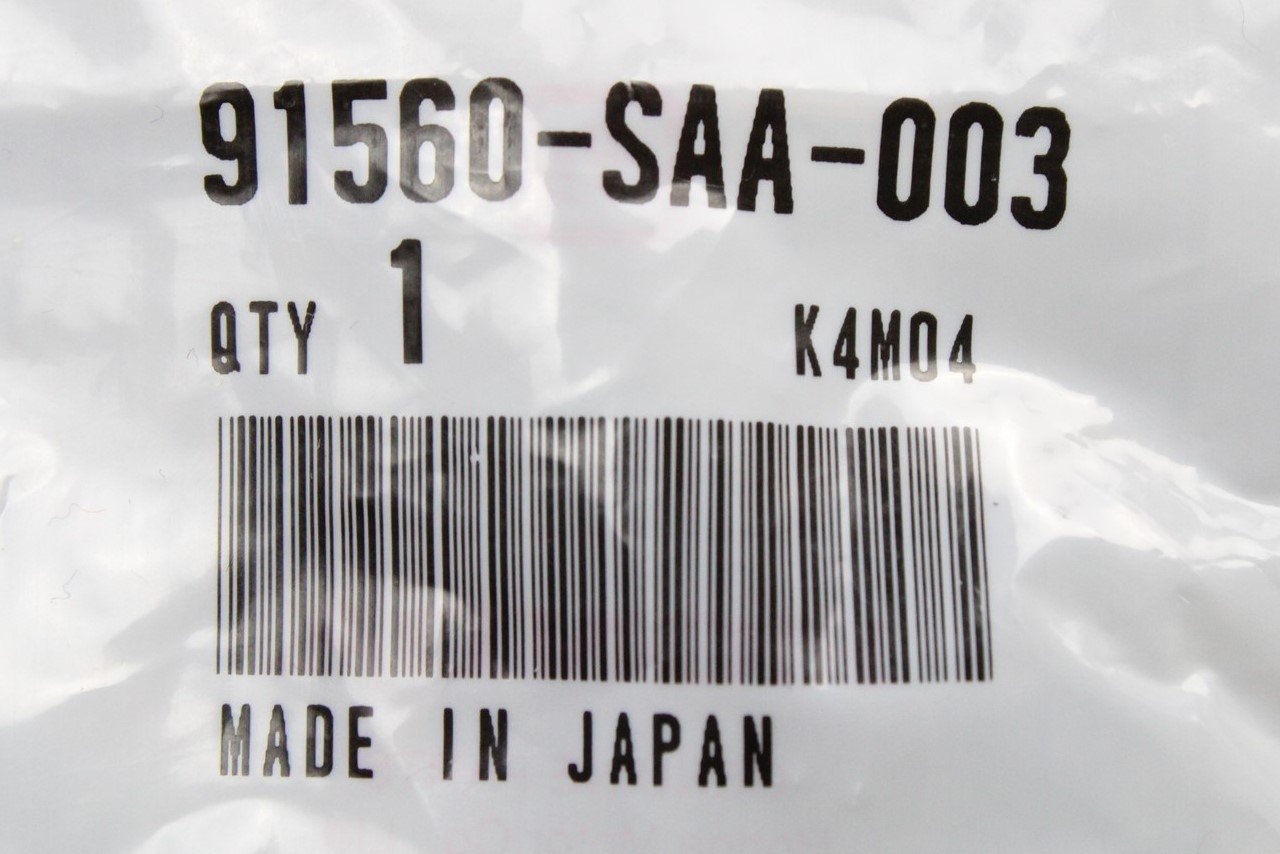 91560-SAA-003
QTY 1 K4M04
MADE IN JAPAN